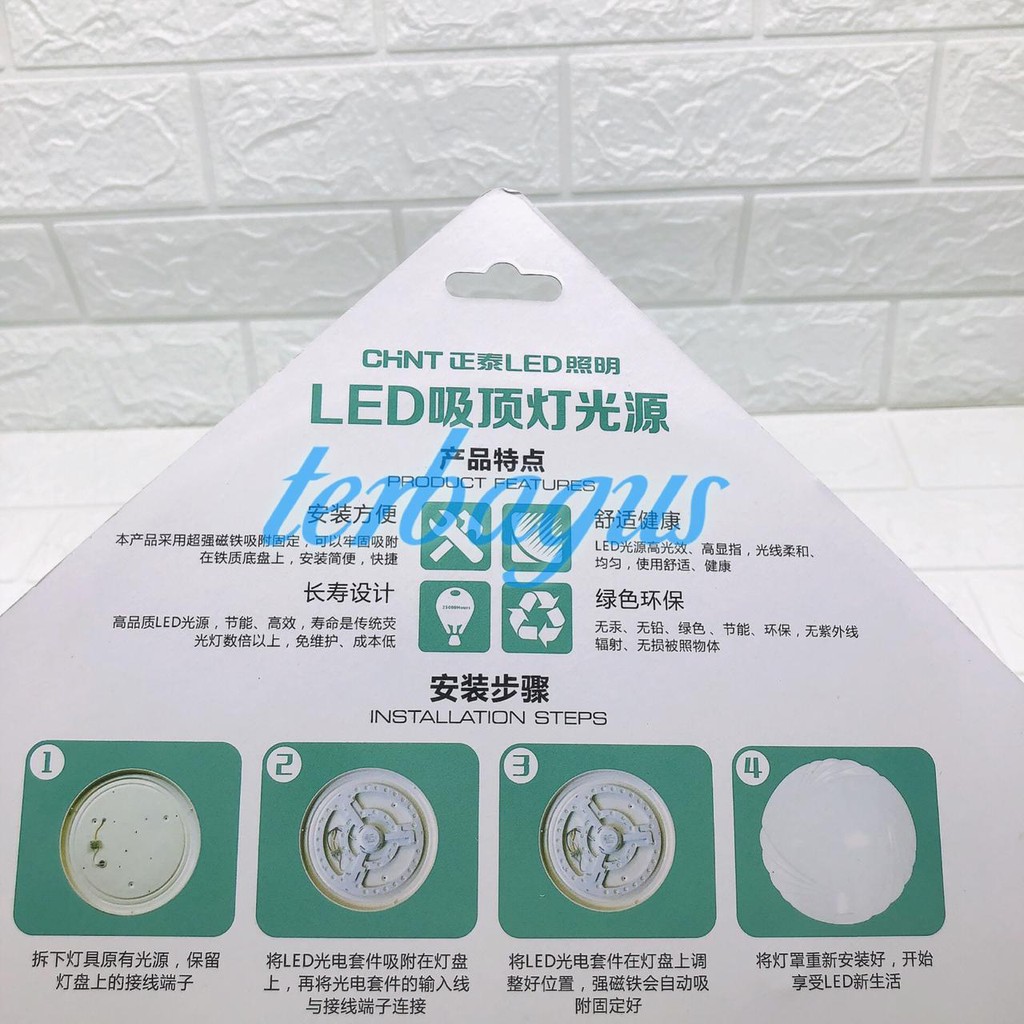 CHNT 正泰LED照明
LED吸顶灯光源
产品特点
PRODUCT FEATURES
terbagus
安装方便
本产品采用超强磁铁吸附固定，可以牢固吸附
在铁质底盘上，安装简便，快捷
舒适健康
LED光源高光效、高显指，光线柔和、
均匀，使用舒适、健康
长寿设计
高品质LED光源，节能、高效，寿命是传统荧
光灯数倍以上，免维护、成本低
绿色环保
无汞、无铅、绿色、节能、环保，无紫外线
辐射、无损被照物体
安装步骤
INSTALLATION STEPS
1
拆下灯具原有光源，保留
灯盘上的接线端子
2
将LED光电套件吸附在灯盘
上，再将光电套件的输入线
与接线端子连接
3
将LED光电套件在灯盘上调
整好位置，强磁铁会自动吸
附固定好
4
将灯罩重新安装好，开始
享受LED新生活